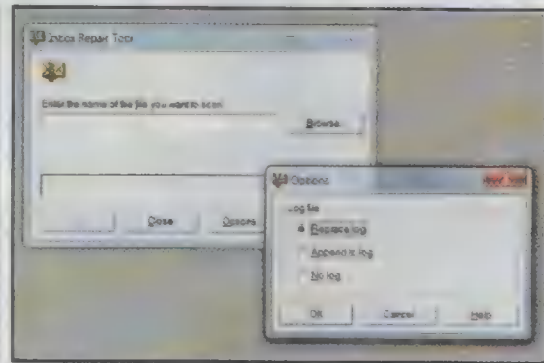 Inbox Repair Tool
Enter the name of the file you want to scan:
Browse...
Close
Options
Options
Log file
Replace log
Append to log
No log
OK
Cancel
Help